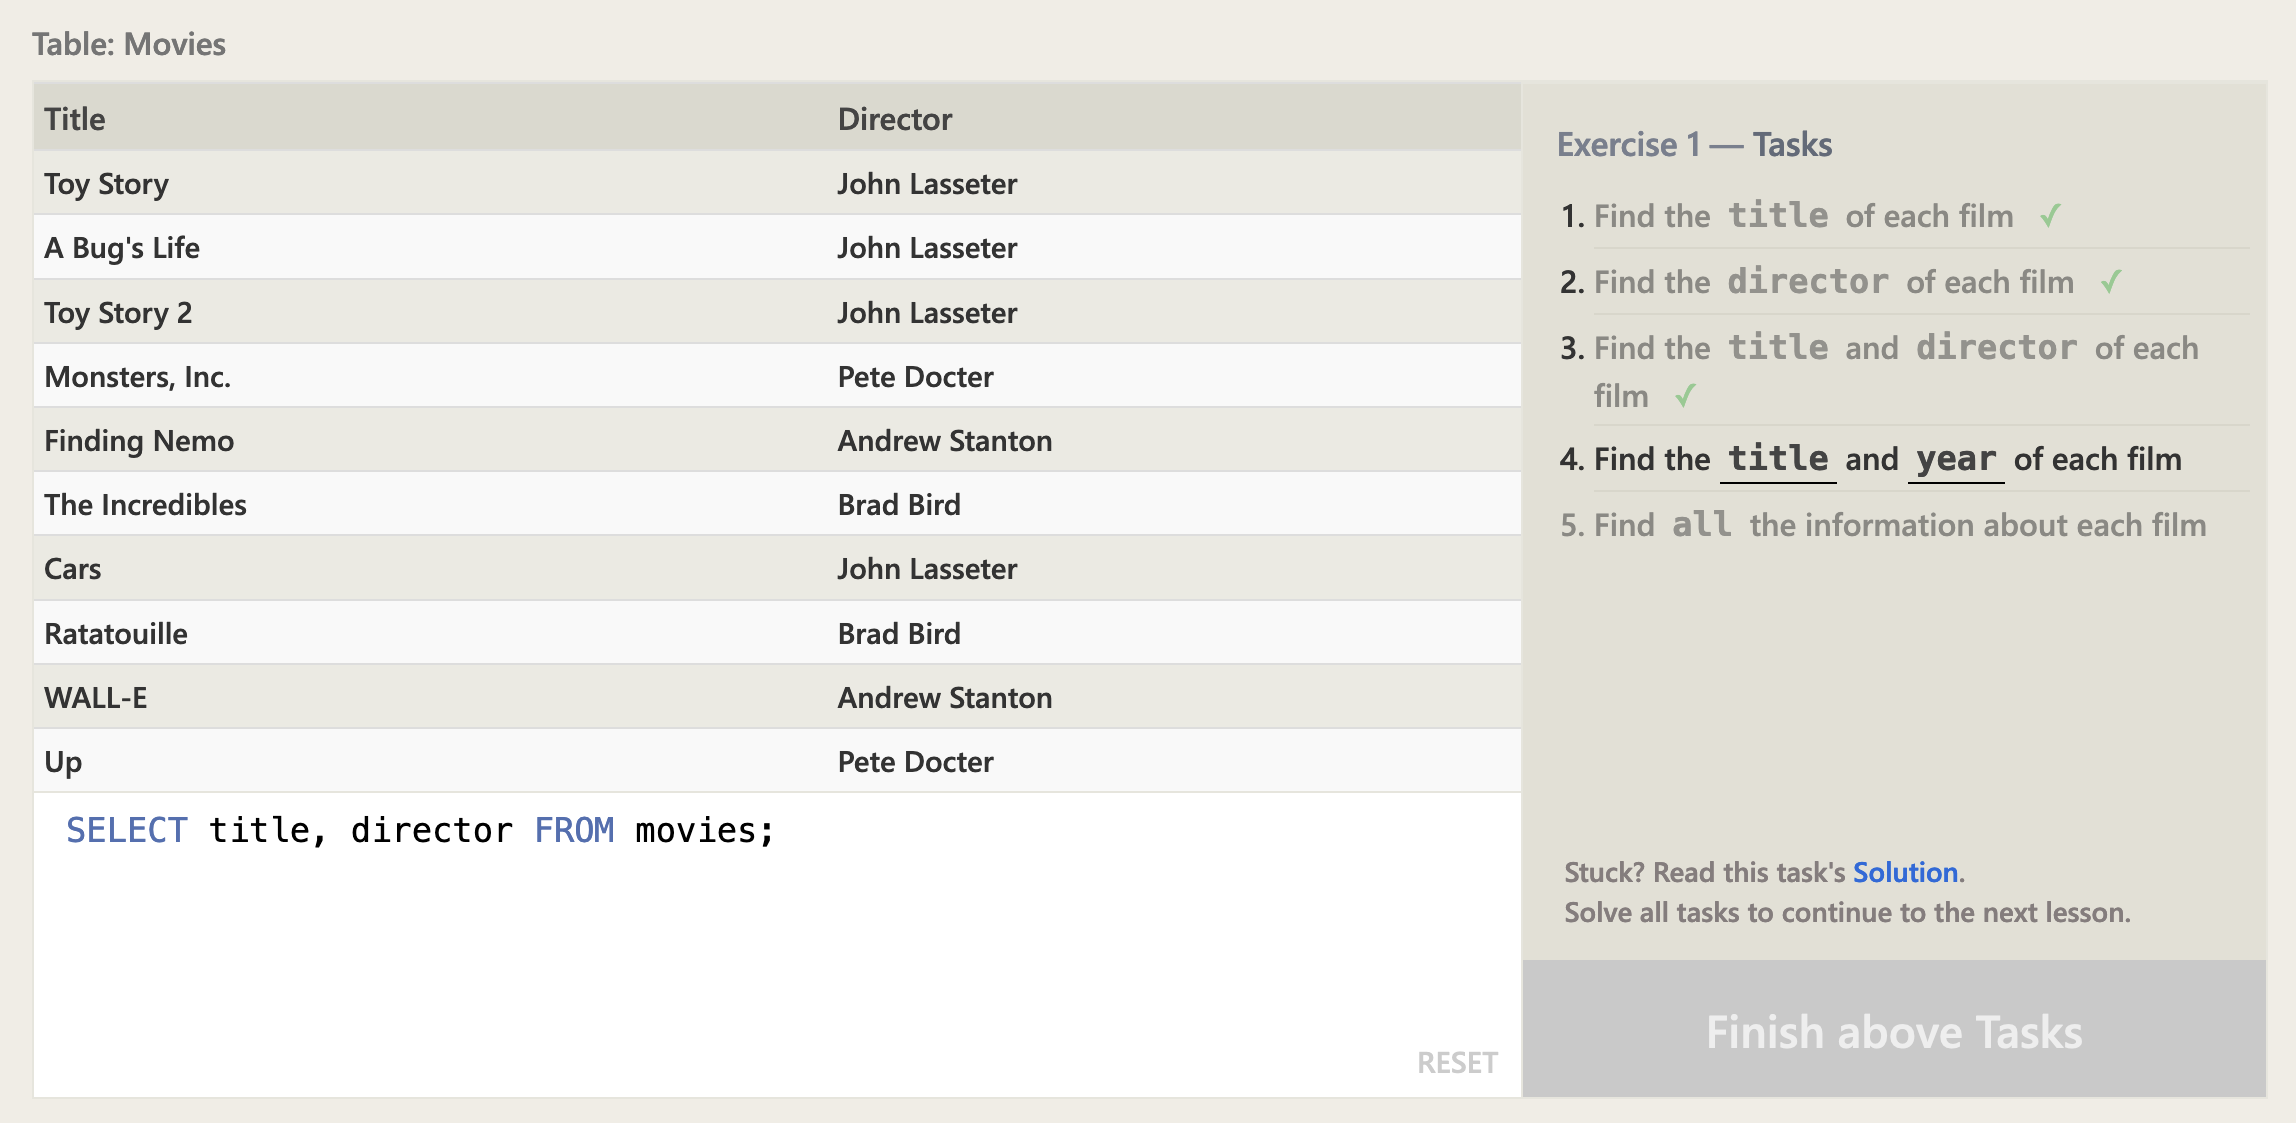 Table: Movies
Title Director
Toy Story John Lasseter
A Bug's Life John Lasseter
Toy Story 2 John Lasseter
Monsters, Inc. Pete Docter
Finding Nemo Andrew Stanton
The Incredibles Brad Bird
Cars John Lasseter
Ratatouille Brad Bird
WALL-E Andrew Stanton
Up Pete Docter
SELECT title, director FROM movies;
RESET
Exercise 1 — Tasks
1. Find the title of each film ✓
2. Find the director of each film ✓
3. Find the title and director of each
film ✓
4. Find the title and year of each film
5. Find all the information about each film
Stuck? Read this task's Solution.
Solve all tasks to continue to the next lesson.
Finish above Tasks